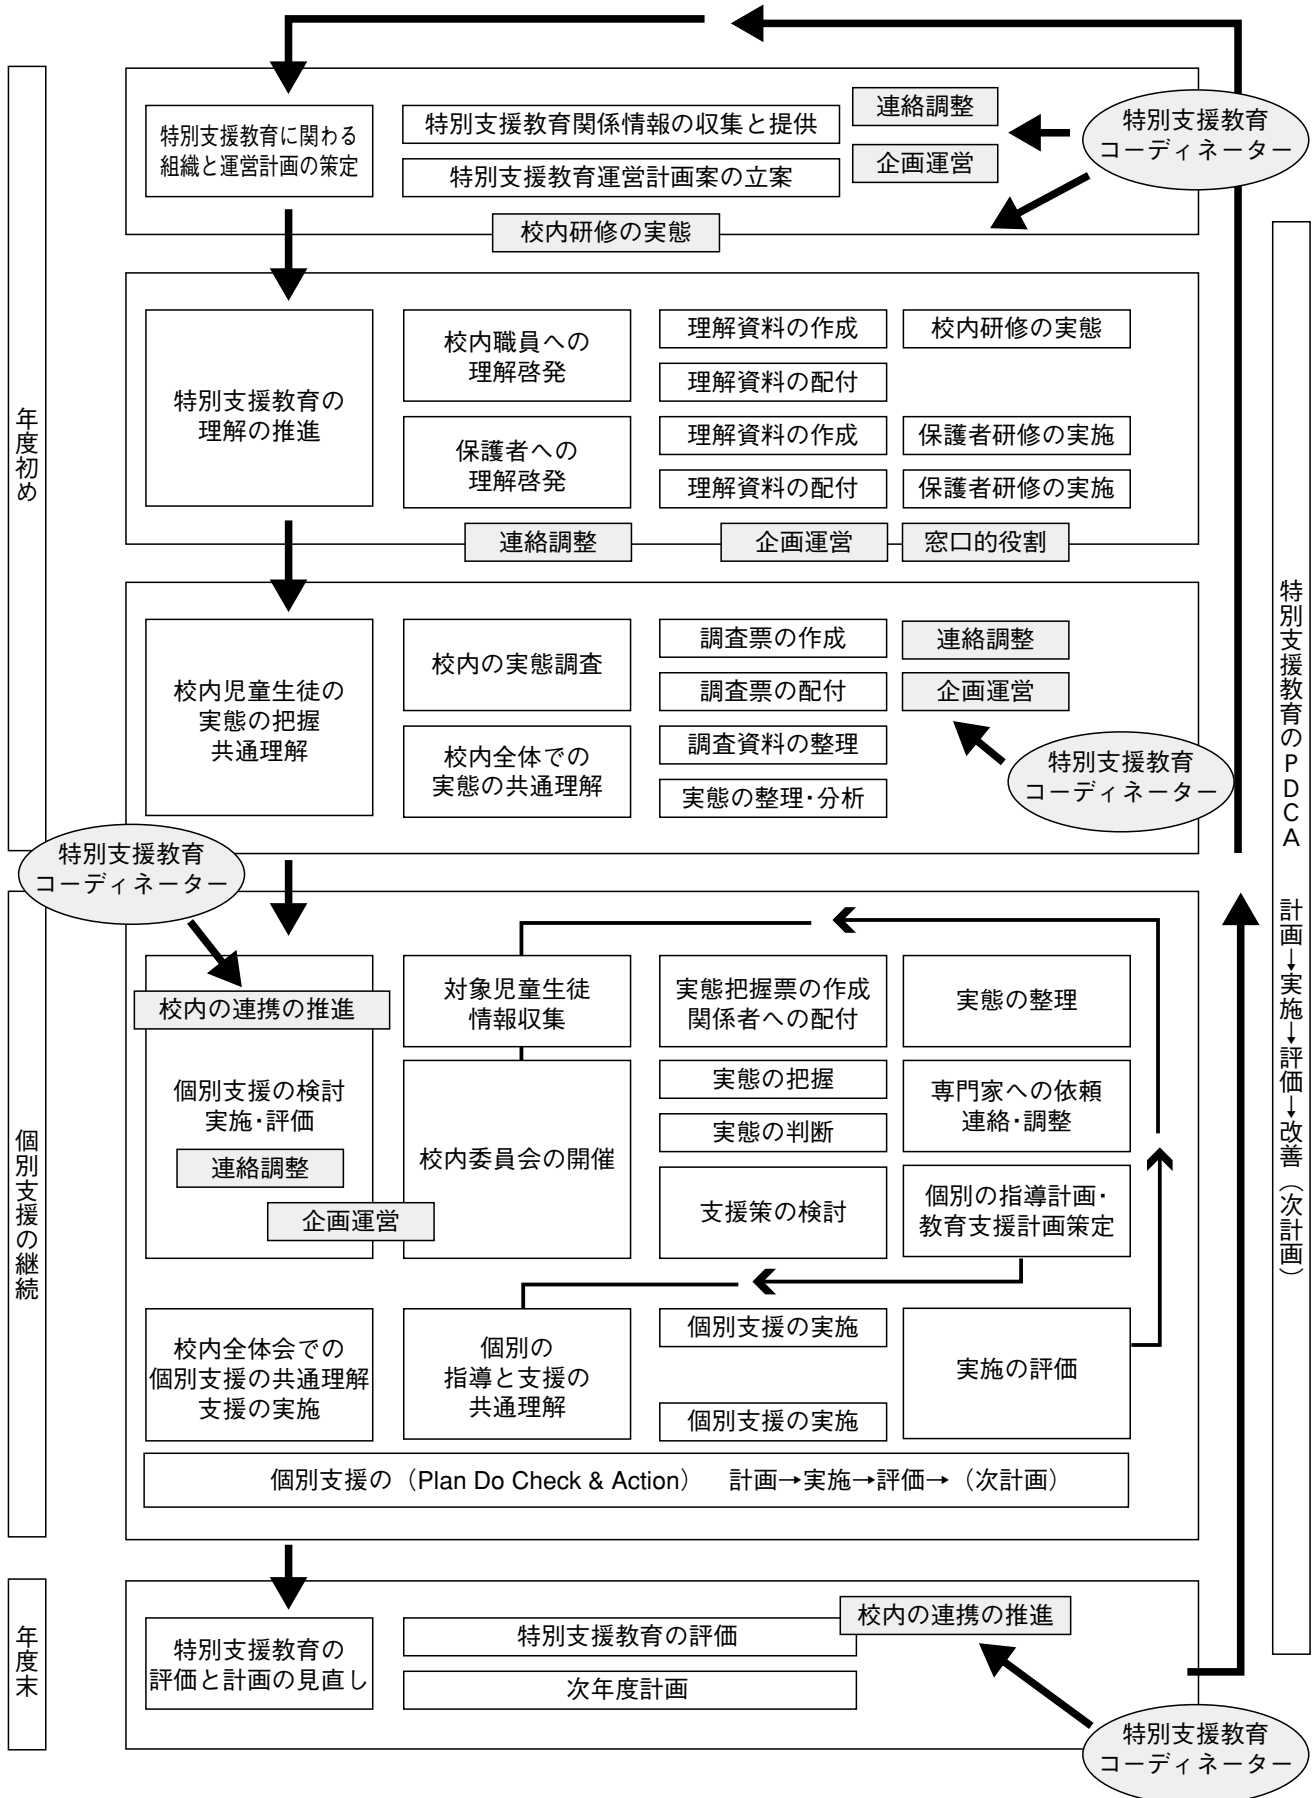 年度初め
特別支援教育に関わる
組織と運営計画の策定
特別支援教育関係情報の収集と提供
特別支援教育運営計画案の立案
連絡調整
企画運営
特別支援教育
コーディネーター
校内研修の実態
特別支援教育の
理解の推進
校内職員への
理解啓発
理解資料の作成
校内研修の実態
理解資料の配付
保護者への
理解啓発
理解資料の作成
保護者研修の実施
理解資料の配付
保護者研修の実施
連絡調整
企画運営
窓口的役割
校内児童生徒の
実態の把握
共通理解
校内の実態調査
調査票の作成
連絡調整
調査票の配付
企画運営
校内全体での
実態の共通理解
調査資料の整理
実態の整理・分析
特別支援教育
コーディネーター
特別支援教育
コーディネーター
個別支援の継続
校内の連携の推進
個別支援の検討
実施・評価
連絡調整
企画運営
対象児童生徒
情報収集
実態把握票の作成
関係者への配付
実態の整理
校内委員会の開催
実態の把握
実態の判断
専門家への依頼
連絡・調整
支援策の検討
個別の指導計画・
教育支援計画策定
校内全体会での
個別支援の共通理解
支援の実施
個別の
指導と支援の
共通理解
個別支援の実施
個別支援の実施
実施の評価
個別支援の（Plan Do Check & Action） 計画→実施→評価→（次計画）
年度末
特別支援教育の
評価と計画の見直し
特別支援教育の評価
次年度計画
校内の連携の推進
特別支援教育
コーディネーター
特別支援教育のPDCA 計画→実施→評価→改善（次計画）